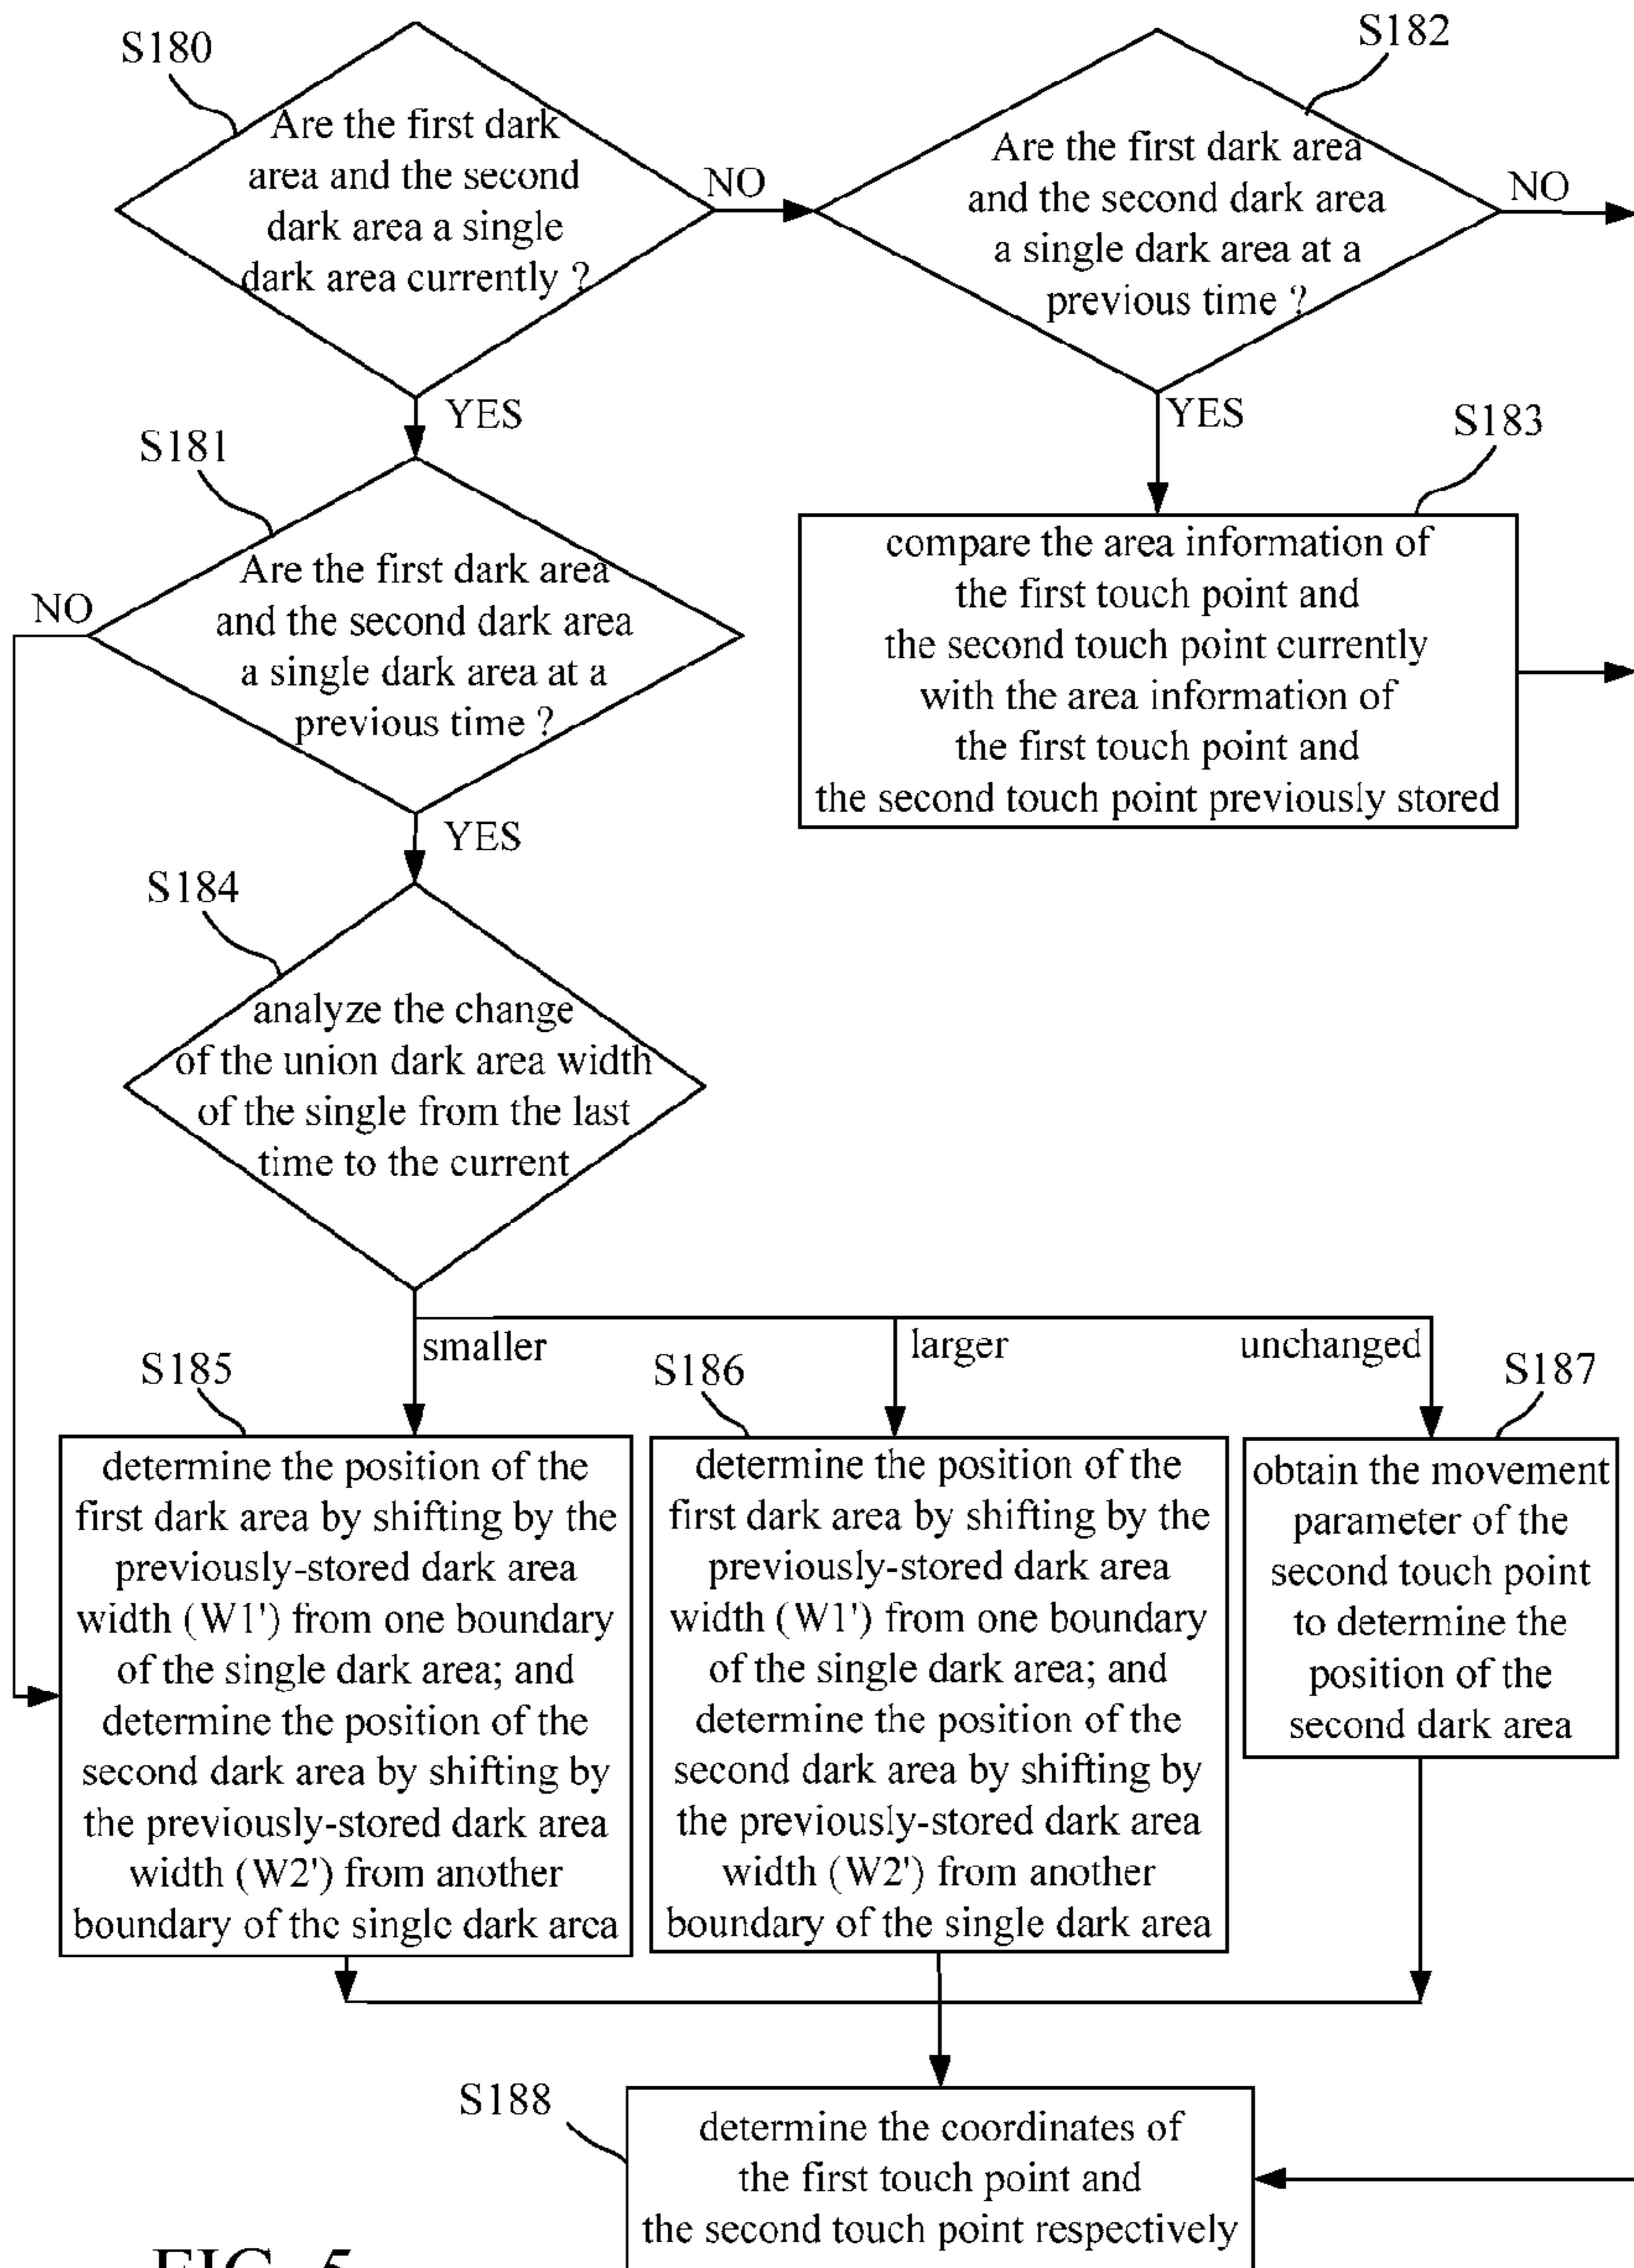 S180
Are the first dark
area and the second
dark area a single
dark area currently ?
NO
S182
Are the first dark area
and the second dark area
a single dark area at a
previous time ?
NO
YES
YES
S181
Are the first dark area
and the second dark area
a single dark area at a
previous time ?
NO
YES
S183
compare the area information of
the first touch point and
the second touch point currently
with the area information of
the first touch point and
the second touch point previously stored
S184
analyze the change
of the union dark area width
of the single from the last
time to the current
smaller
larger
unchanged
S185
determine the position of the
first dark area by shifting by the
previously-stored dark area
width (W1') from one boundary
of the single dark area; and
determine the position of the
second dark area by shifting by
the previously-stored dark area
width (W2') from another
boundary of the single dark area
S186
determine the position of the
first dark area by shifting by the
previously-stored dark area
width (W1') from one boundary
of the single dark area; and
determine the position of the
second dark area by shifting by
the previously-stored dark area
width (W2') from another
boundary of the single dark area
S187
obtain the movement
parameter of the
second touch point
to determine the
position of the
second dark area
S188
determine the coordinates of
the first touch point and
the second touch point respectively
FIG. 5